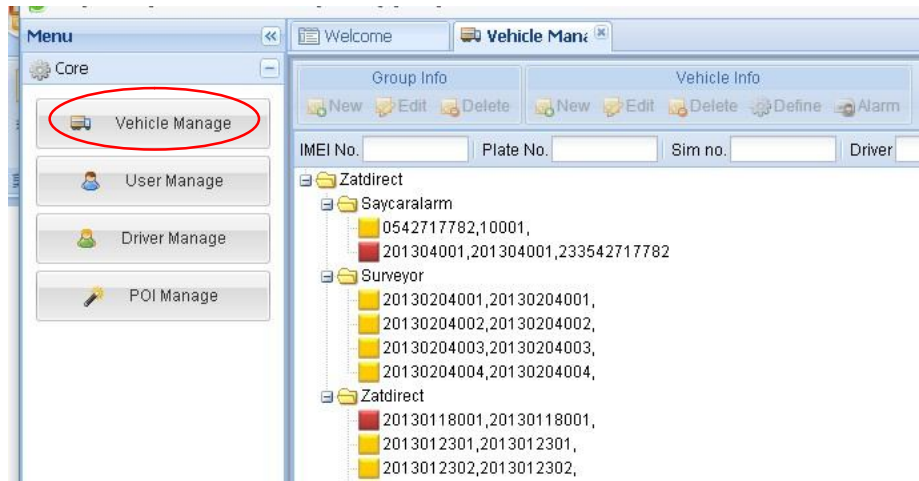 Menu
Welcome
Vehicle Mana
Core
Group Info
Vehicle Info
New Edit Delete
New Edit Delete Define Alarm
Vehicle Manage
User Manage
Driver Manage
POI Manage
IMEI No. Plate No. Sim no. Driver
Zatdirect
Saycaralarm
0542717782,10001,
201304001,201304001,233542717782
Surveyor
20130204001,20130204001,
20130204002,20130204002,
20130204003,20130204003,
20130204004,20130204004,
Zatdirect
20130118001,20130118001,
2013012301,2013012301,
2013012302,2013012302,